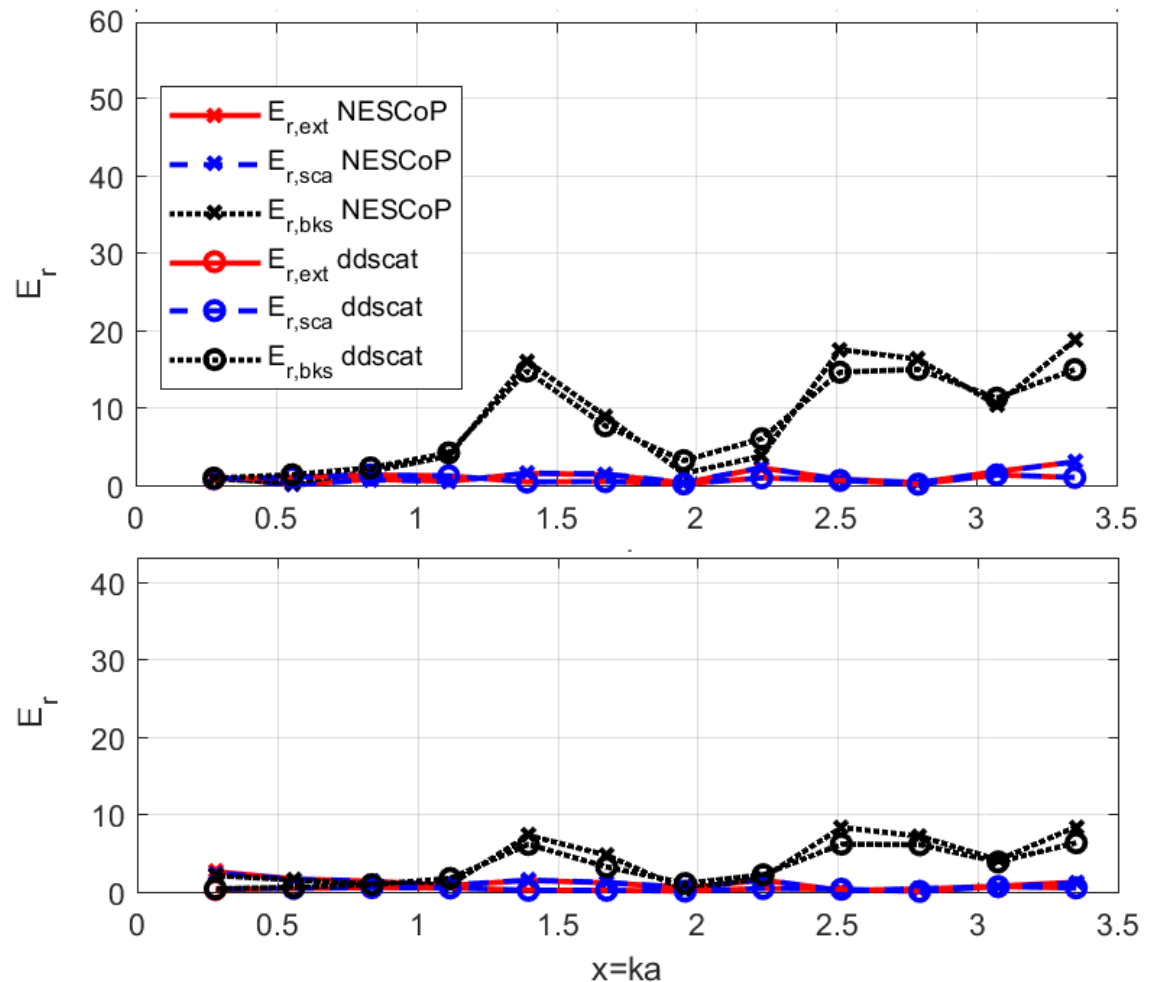 60
50
40
30
20
10
0
E_r
E_r,ext NESCoP
E_r,sca NESCoP
E_r,bks NESCoP
E_r,ext ddscat
E_r,sca ddscat
E_r,bks ddscat
0 0.5 1 1.5 2 2.5 3 3.5
40
30
20
10
0
E_r
0 0.5 1 1.5 2 2.5 3 3.5
x=ka